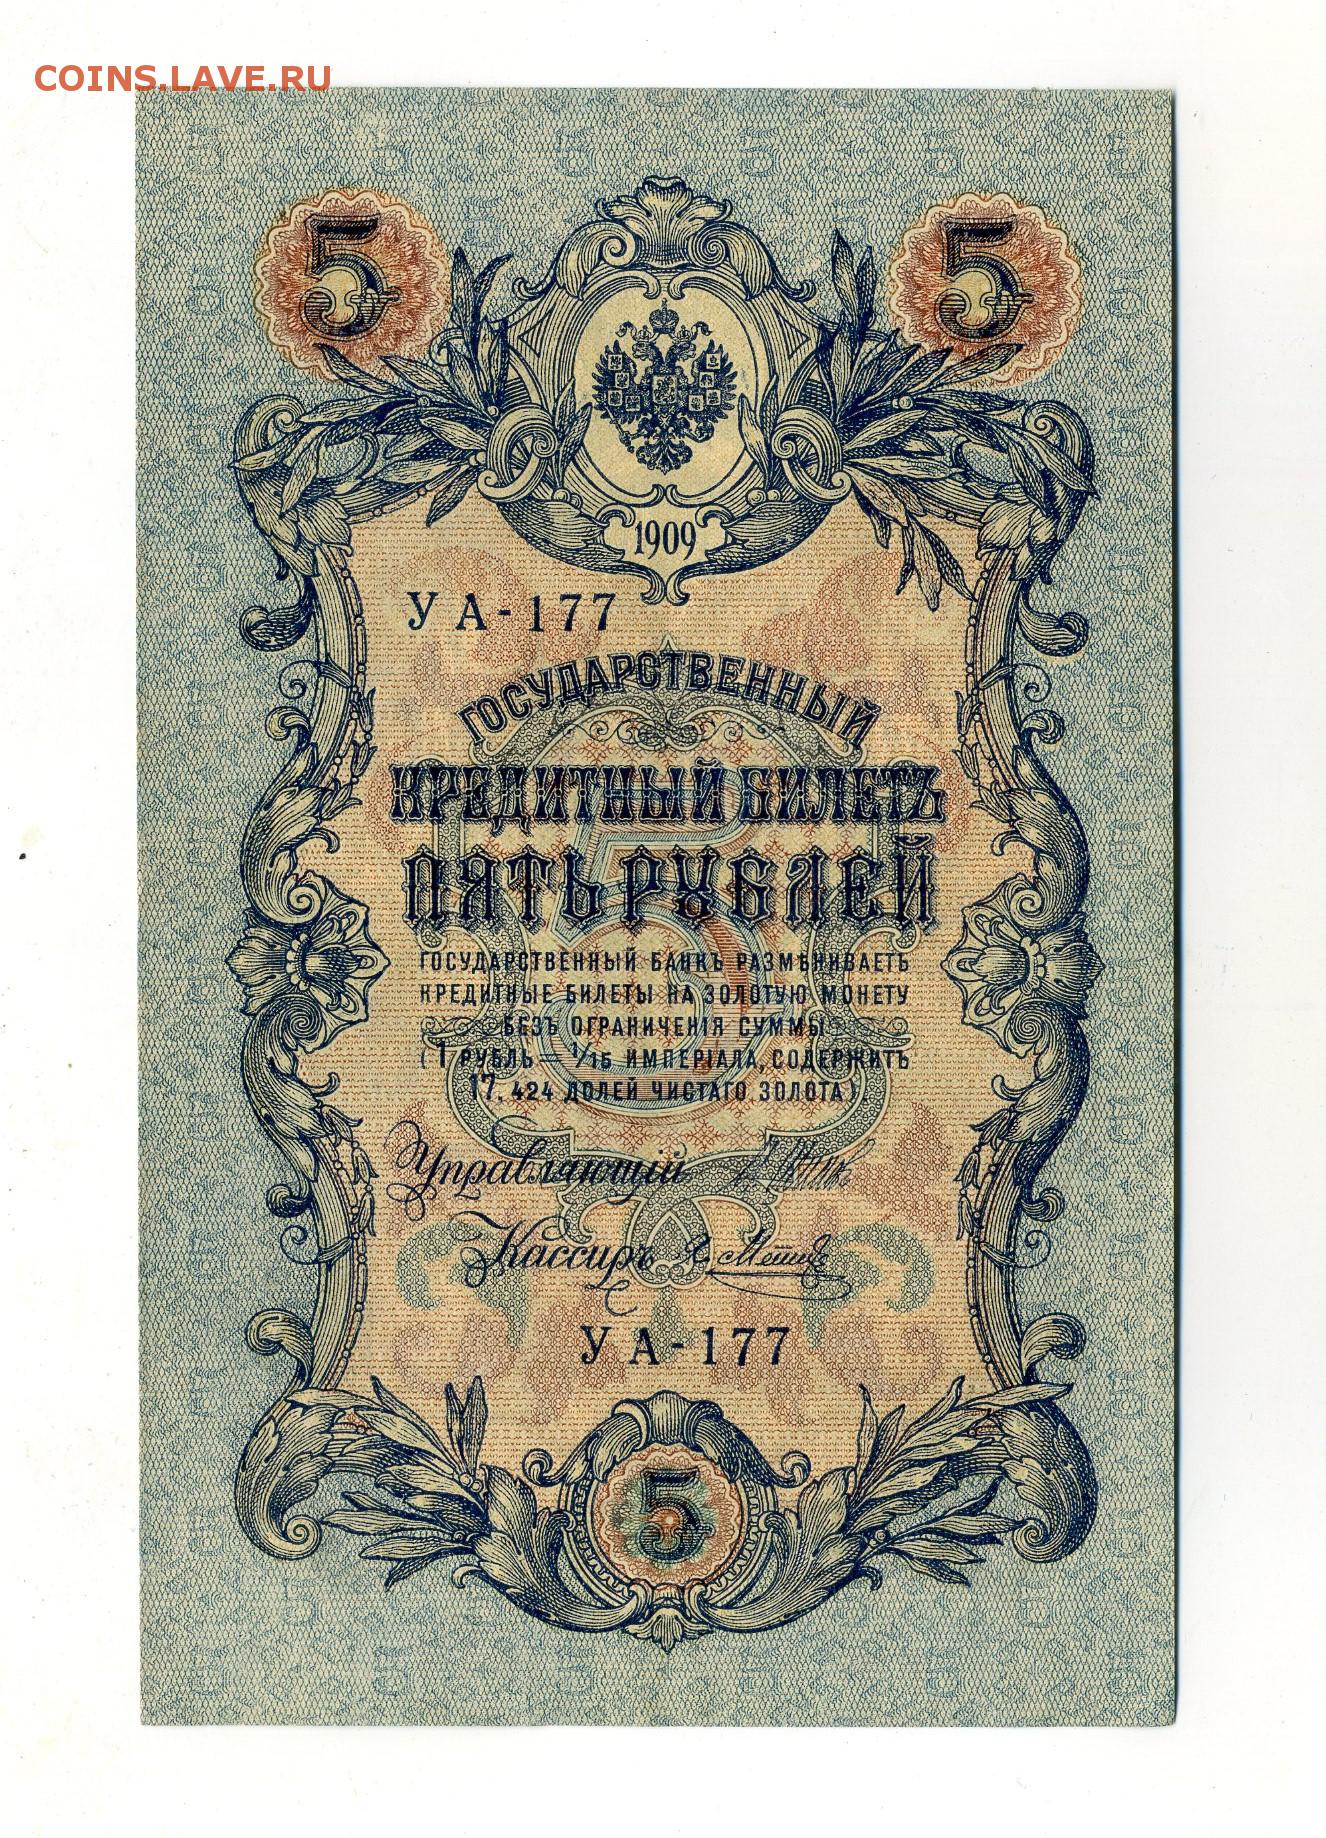 COINS.LAVE.RU
5 5
1909
УА-177
ГОСУДАРСТВЕННЫЙ
КРЕДИТНЫЙ БИЛЕТЪ
ПЯТЬ РУБЛЕЙ
ГОСУДАРСТВЕННЫЙ БАНКЪ РАЗМѢНИВАЕТЪ
КРЕДИТНЫЕ БИЛЕТЫ НА ЗОЛОТУЮ МОНЕТУ
БЕЗЪ ОГРАНИЧЕНІЯ СУММЫ
(1 РУБЛЬ = 1/15 ИМПЕРІАЛА, СОДЕРЖИТЪ
17,424 ДОЛЕЙ ЧИСТАГО ЗОЛОТА)
Управляющій
Кассиръ
УА-177
5